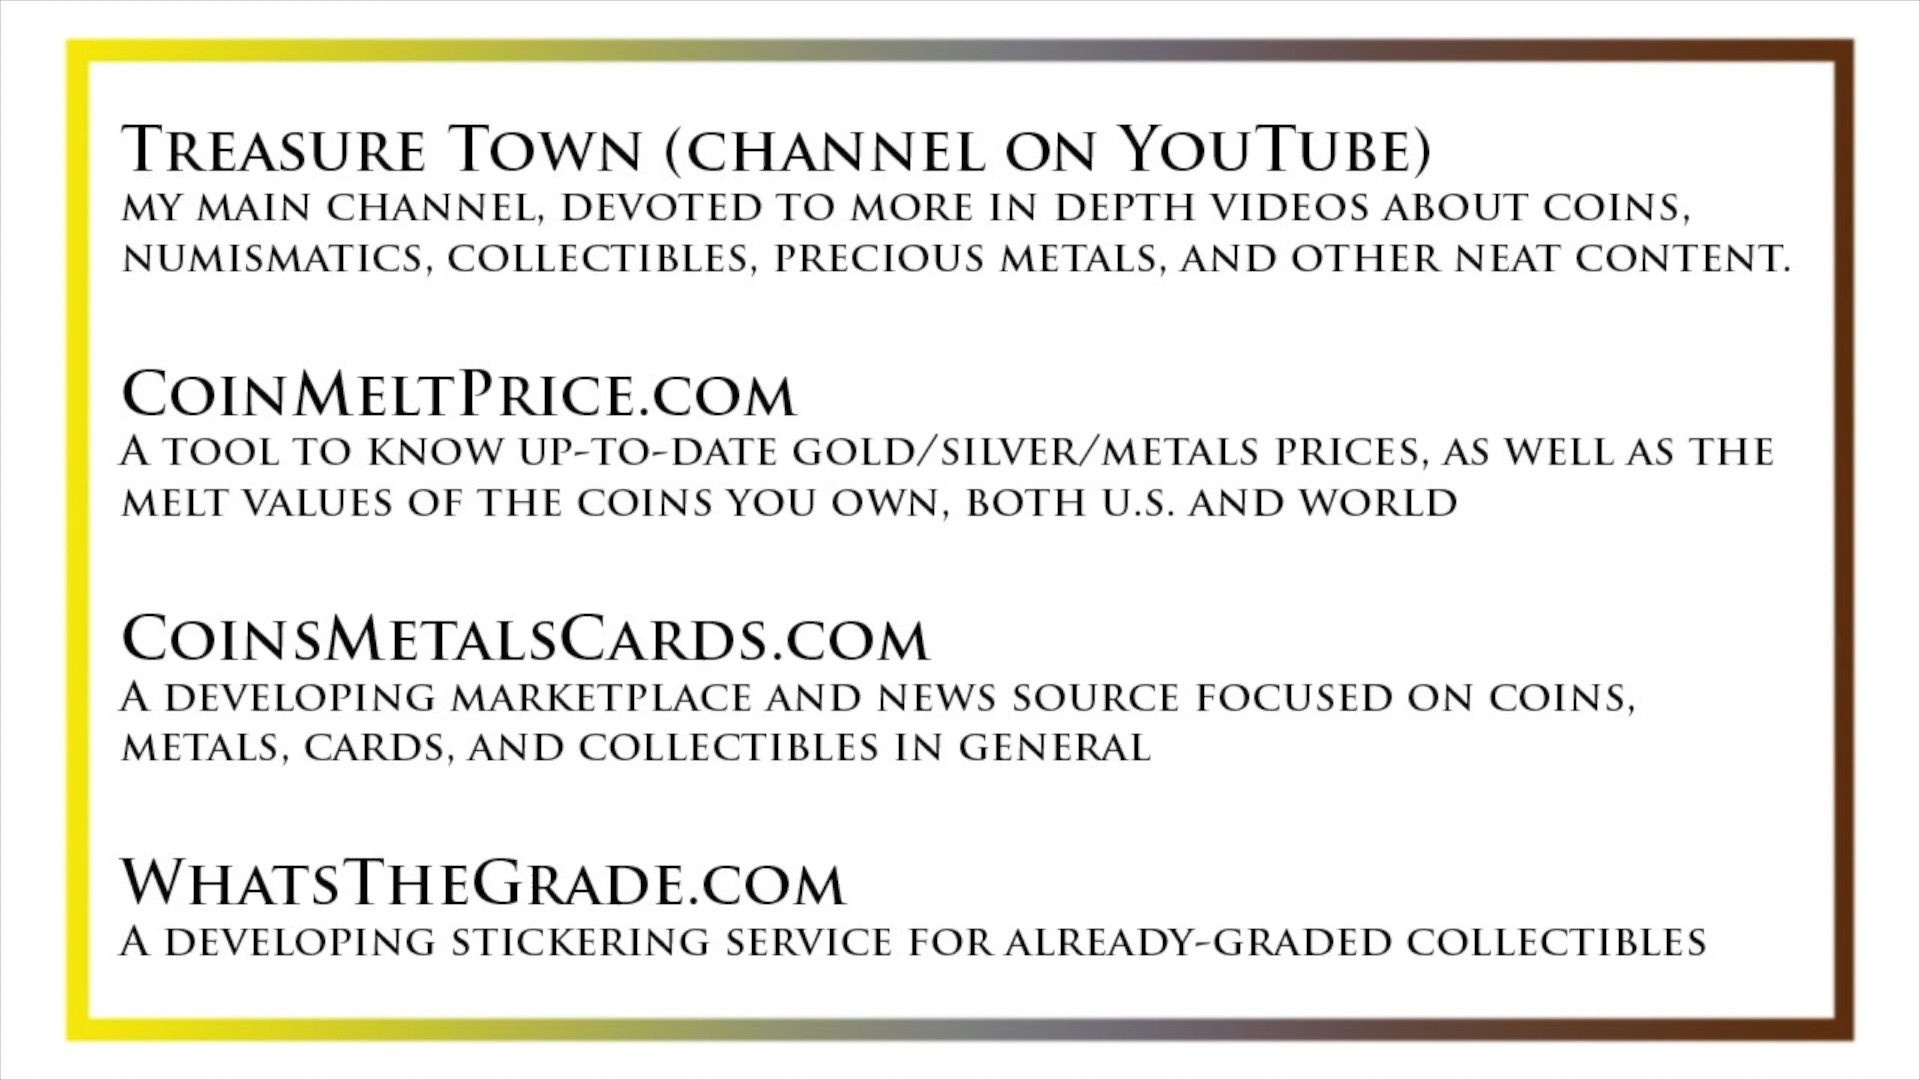 Treasure Town (channel on YouTube)
my main channel, devoted to more in depth videos about coins,
numismatics, collectibles, precious metals, and other neat content.
CoinMeltPrice.com
A tool to know up-to-date gold/silver/metals prices, as well as the
melt values of the coins you own, both u.s. and world
CoinsMetalsCards.com
A developing marketplace and news source focused on coins,
metals, cards, and collectibles in general
WhatsTheGrade.com
A developing stickering service for already-graded collectibles